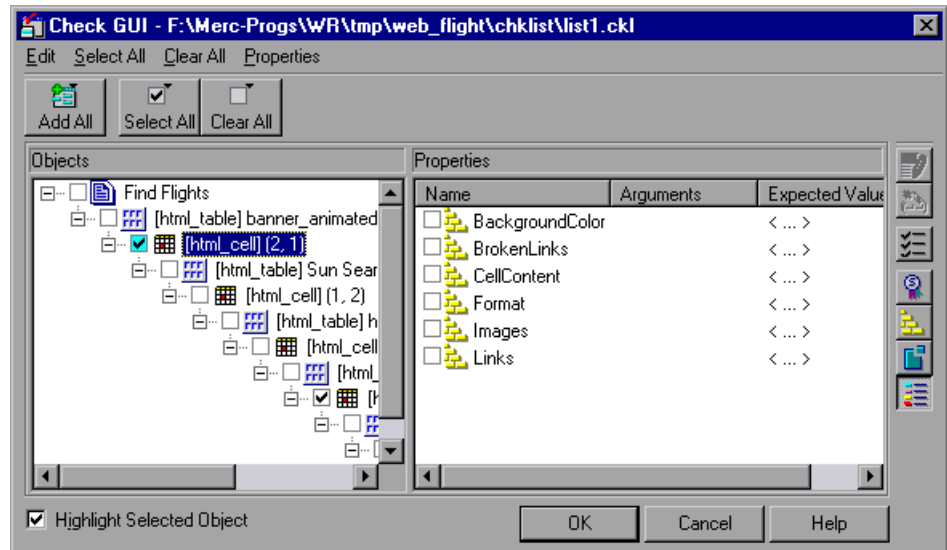 Check GUI - F:\Merc-Progs\WR\tmp\web_flight\chklist\list1.ckl
Edit Select All Clear All Properties
Add All Select All Clear All
Objects
Find Flights
[html_table] banner_animated
[html_cell] (2, 1)
[html_table] Sun Sear
[html_cell] (1, 2)
[html_table] h
[html_cell
[html_
[h
Properties
Name Arguments Expected Value
BackgroundColor < ... >
BrokenLinks < ... >
CellContent < ... >
Format < ... >
Images < ... >
Links < ... >
Highlight Selected Object
OK Cancel Help